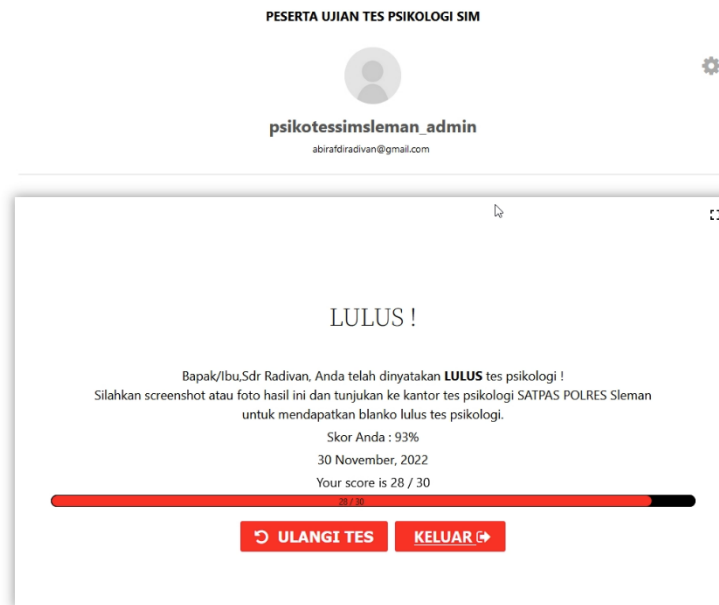 PESERTA UJIAN TES PSIKOLOGI SIM
psikotessimsleman_admin
abirafdiradivan@gmail.com
LULUS !
Bapak/Ibu,Sdr Radivan, Anda telah dinyatakan LULUS tes psikologi !
Silahkan screenshot atau foto hasil ini dan tunjukan ke kantor tes psikologi SATPAS POLRES Sleman
untuk mendapatkan blanko lulus tes psikologi.
Skor Anda : 93%
30 November, 2022
Your score is 28 / 30
28 / 30
ULANGI TES
KELUAR